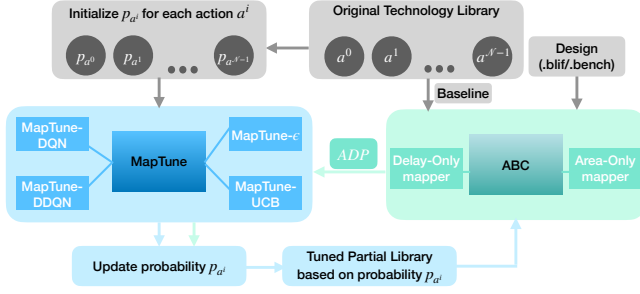 Initialize p_{a^i} for each action a^i
p_{a^0} p_{a^1} p_{a^{N-1}}
Original Technology Library
a^0 a^1 a^{N-1}
Baseline
Design
(.blif/.bench)
MapTune-
DQN
MapTune-
DDQN
MapTune
MapTune-ϵ
MapTune-
UCB
ADP
Delay-Only
mapper
ABC
Area-Only
mapper
Update probability p_{a^i}
Tuned Partial Library
based on probability p_{a^i}